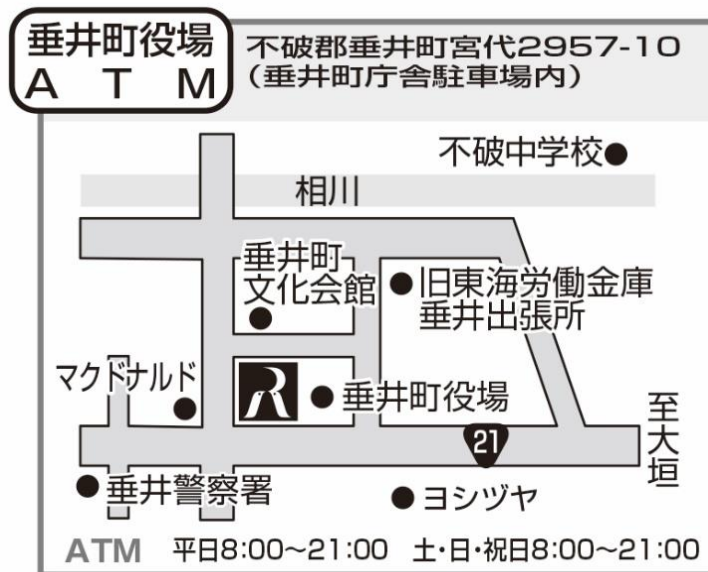 垂井町役場
ATM
不破郡垂井町宮代2957-10
(垂井町庁舎駐車場内)
不破中学校
相川
垂井町
文化会館
旧東海労働金庫
垂井出張所
マクドナルド
垂井町役場
21
至大垣
垂井警察署
ヨシヅヤ
ATM 平日8:00~21:00 土・日・祝日8:00~21:00